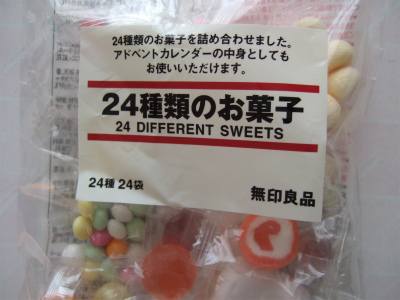 24種類のお菓子を詰め合わせました。
アドベントカレンダーの中身としても
お使いいただけます。
24種類のお菓子
24 DIFFERENT SWEETS
24種 24袋
無印良品